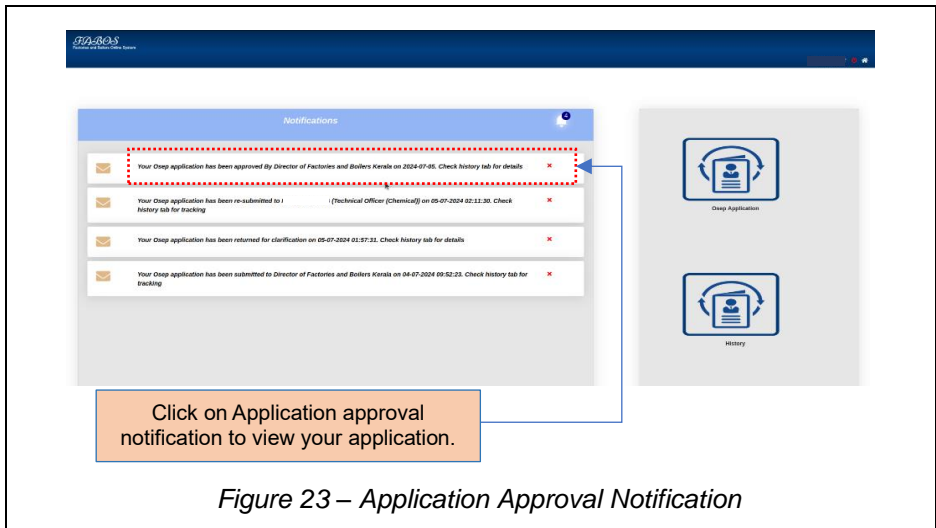 FABOS
Factories and Boilers Online System
Notifications
4
Your Osep application has been approved By Director of Factories and Boilers Kerala on 2024-07-05. Check history tab for details
Your Osep application has been re-submitted to (Technical Officer (Chemical)) on 05-07-2024 02:11:30. Check
history tab for tracking
Your Osep application has been returned for clarification on 05-07-2024 01:57:31. Check history tab for details
Your Osep application has been submitted to Director of Factories and Boilers Kerala on 04-07-2024 09:52:23. Check history tab for
tracking
Osep Application
History
Click on Application approval
notification to view your application.
Figure 23 – Application Approval Notification